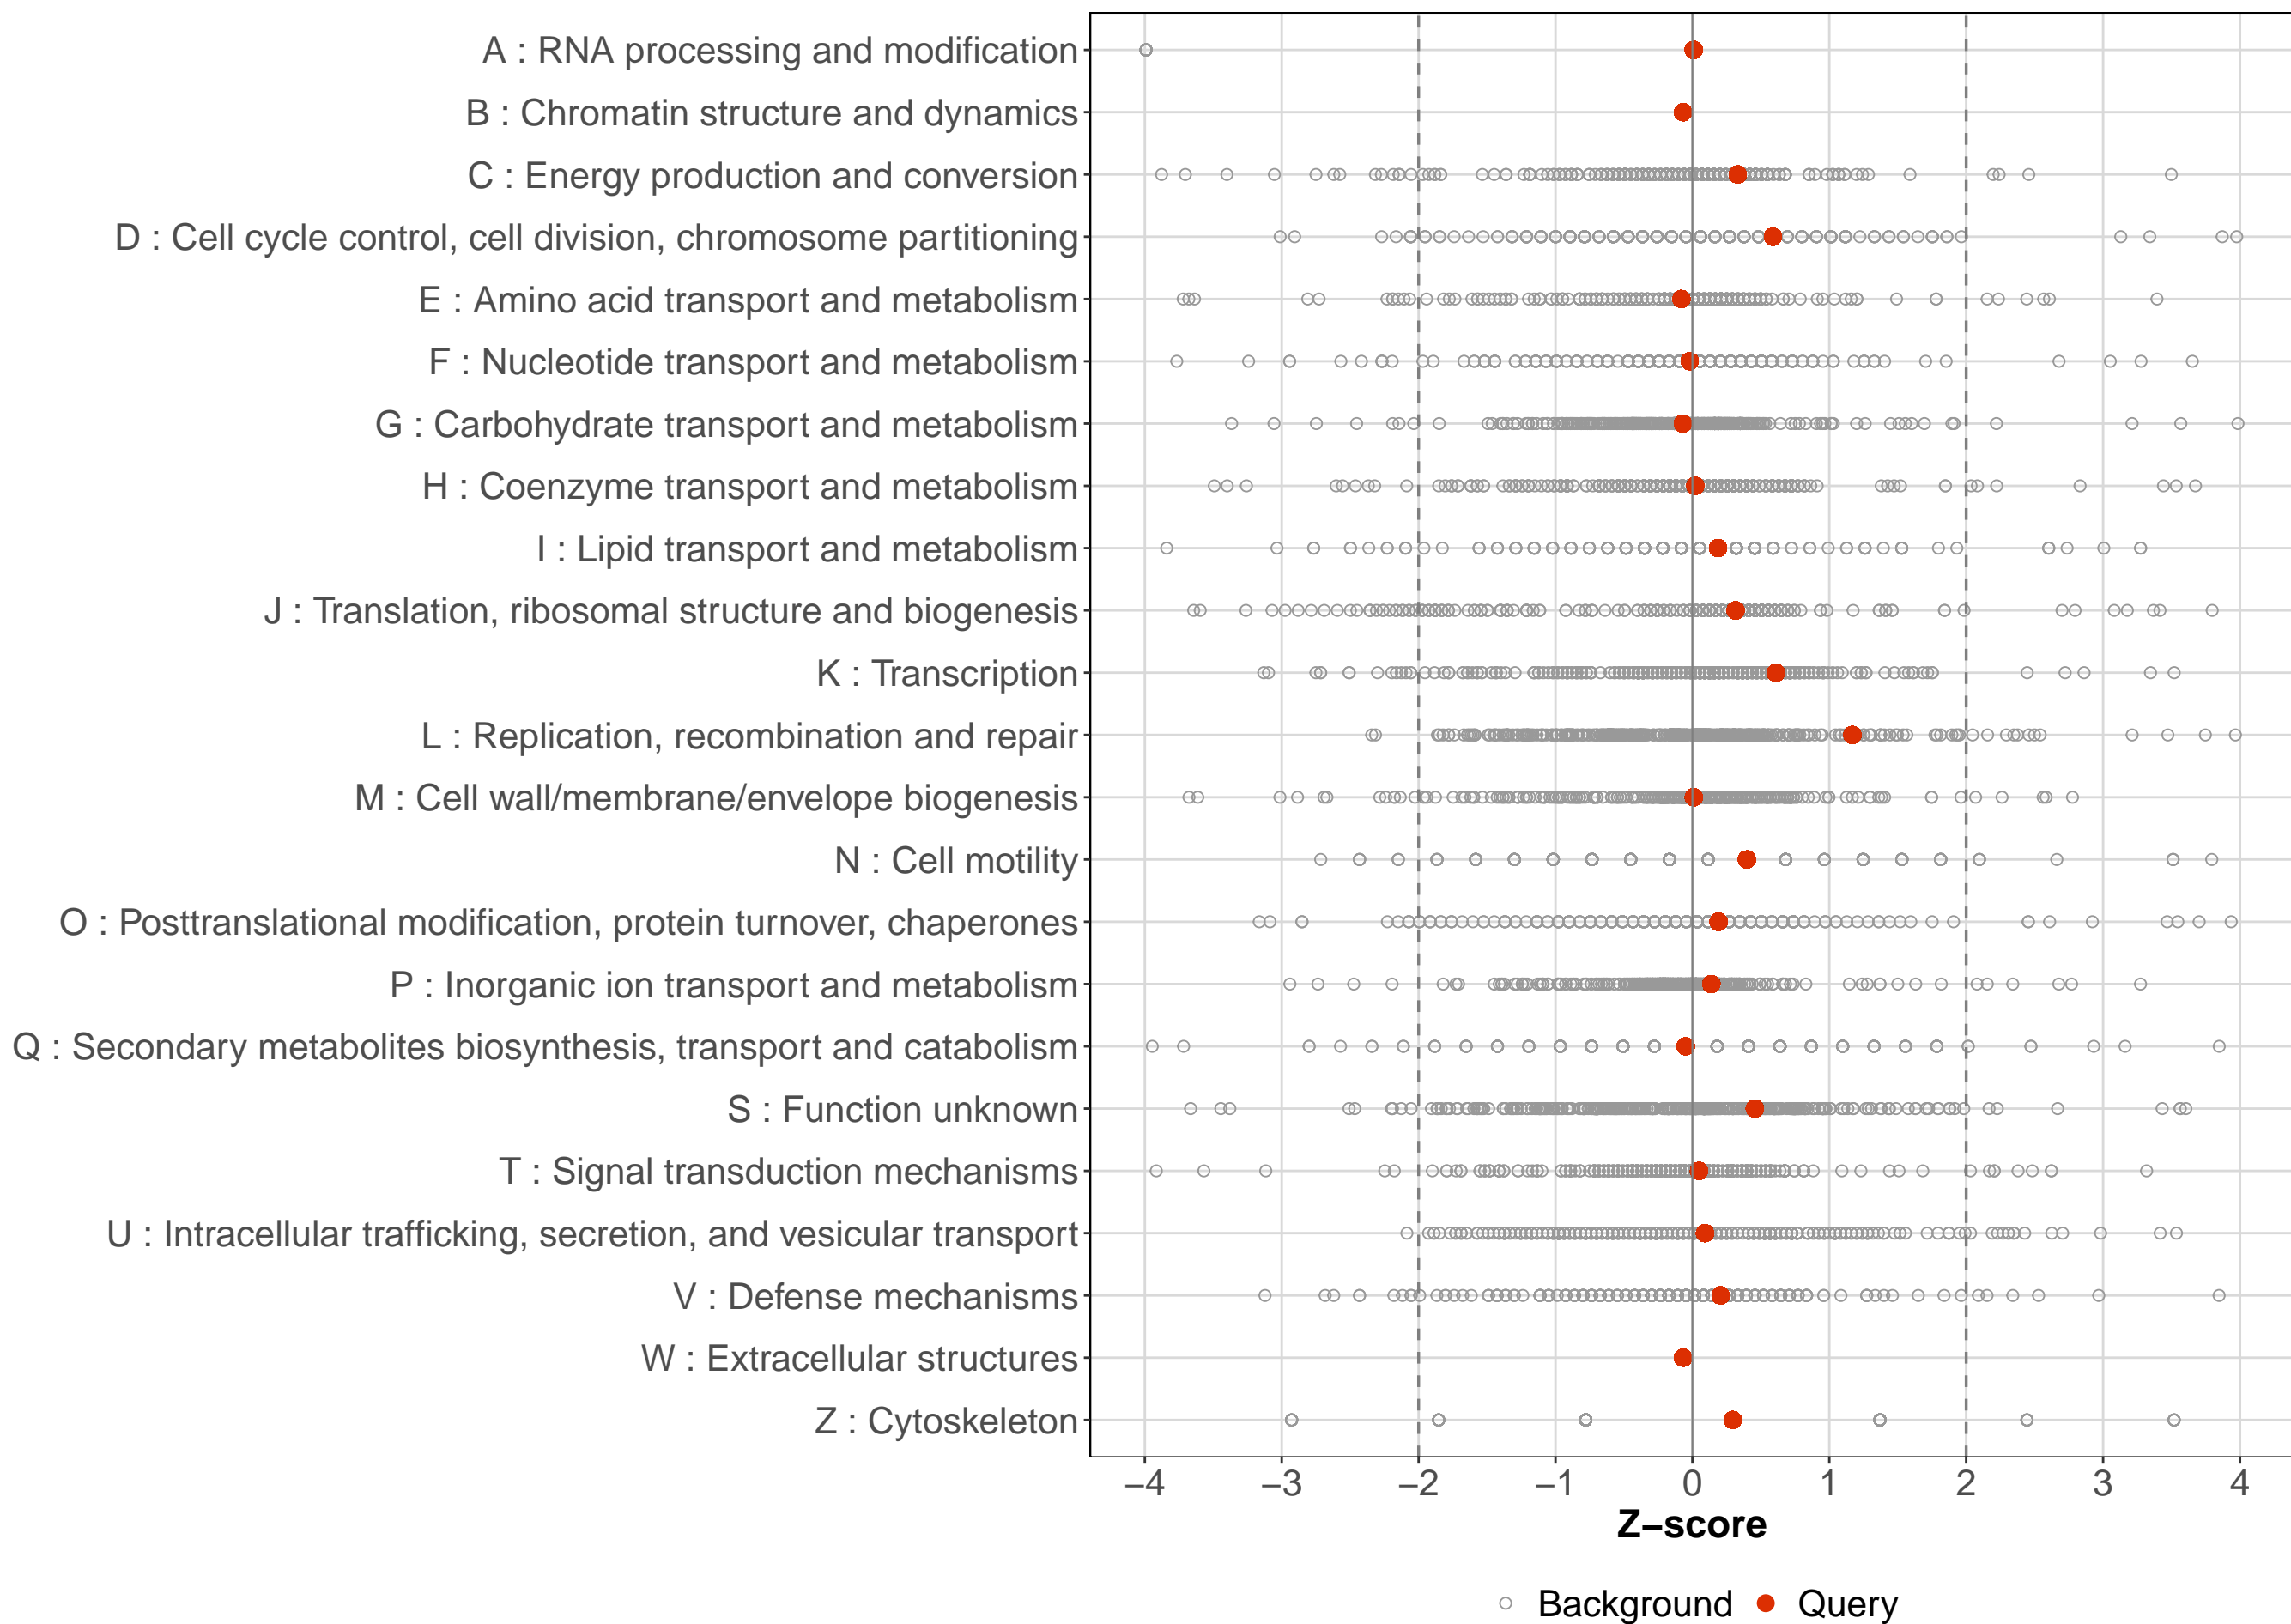 A : RNA processing and modification
B : Chromatin structure and dynamics
C : Energy production and conversion
D : Cell cycle control, cell division, chromosome partitioning
E : Amino acid transport and metabolism
F : Nucleotide transport and metabolism
G : Carbohydrate transport and metabolism
H : Coenzyme transport and metabolism
I : Lipid transport and metabolism
J : Translation, ribosomal structure and biogenesis
K : Transcription
L : Replication, recombination and repair
M : Cell wall/membrane/envelope biogenesis
N : Cell motility
O : Posttranslational modification, protein turnover, chaperones
P : Inorganic ion transport and metabolism
Q : Secondary metabolites biosynthesis, transport and catabolism
S : Function unknown
T : Signal transduction mechanisms
U : Intracellular trafficking, secretion, and vesicular transport
V : Defense mechanisms
W : Extracellular structures
Z : Cytoskeleton
−4 −3 −2 −1 0 1 2 3 4
Z−score
Background Query